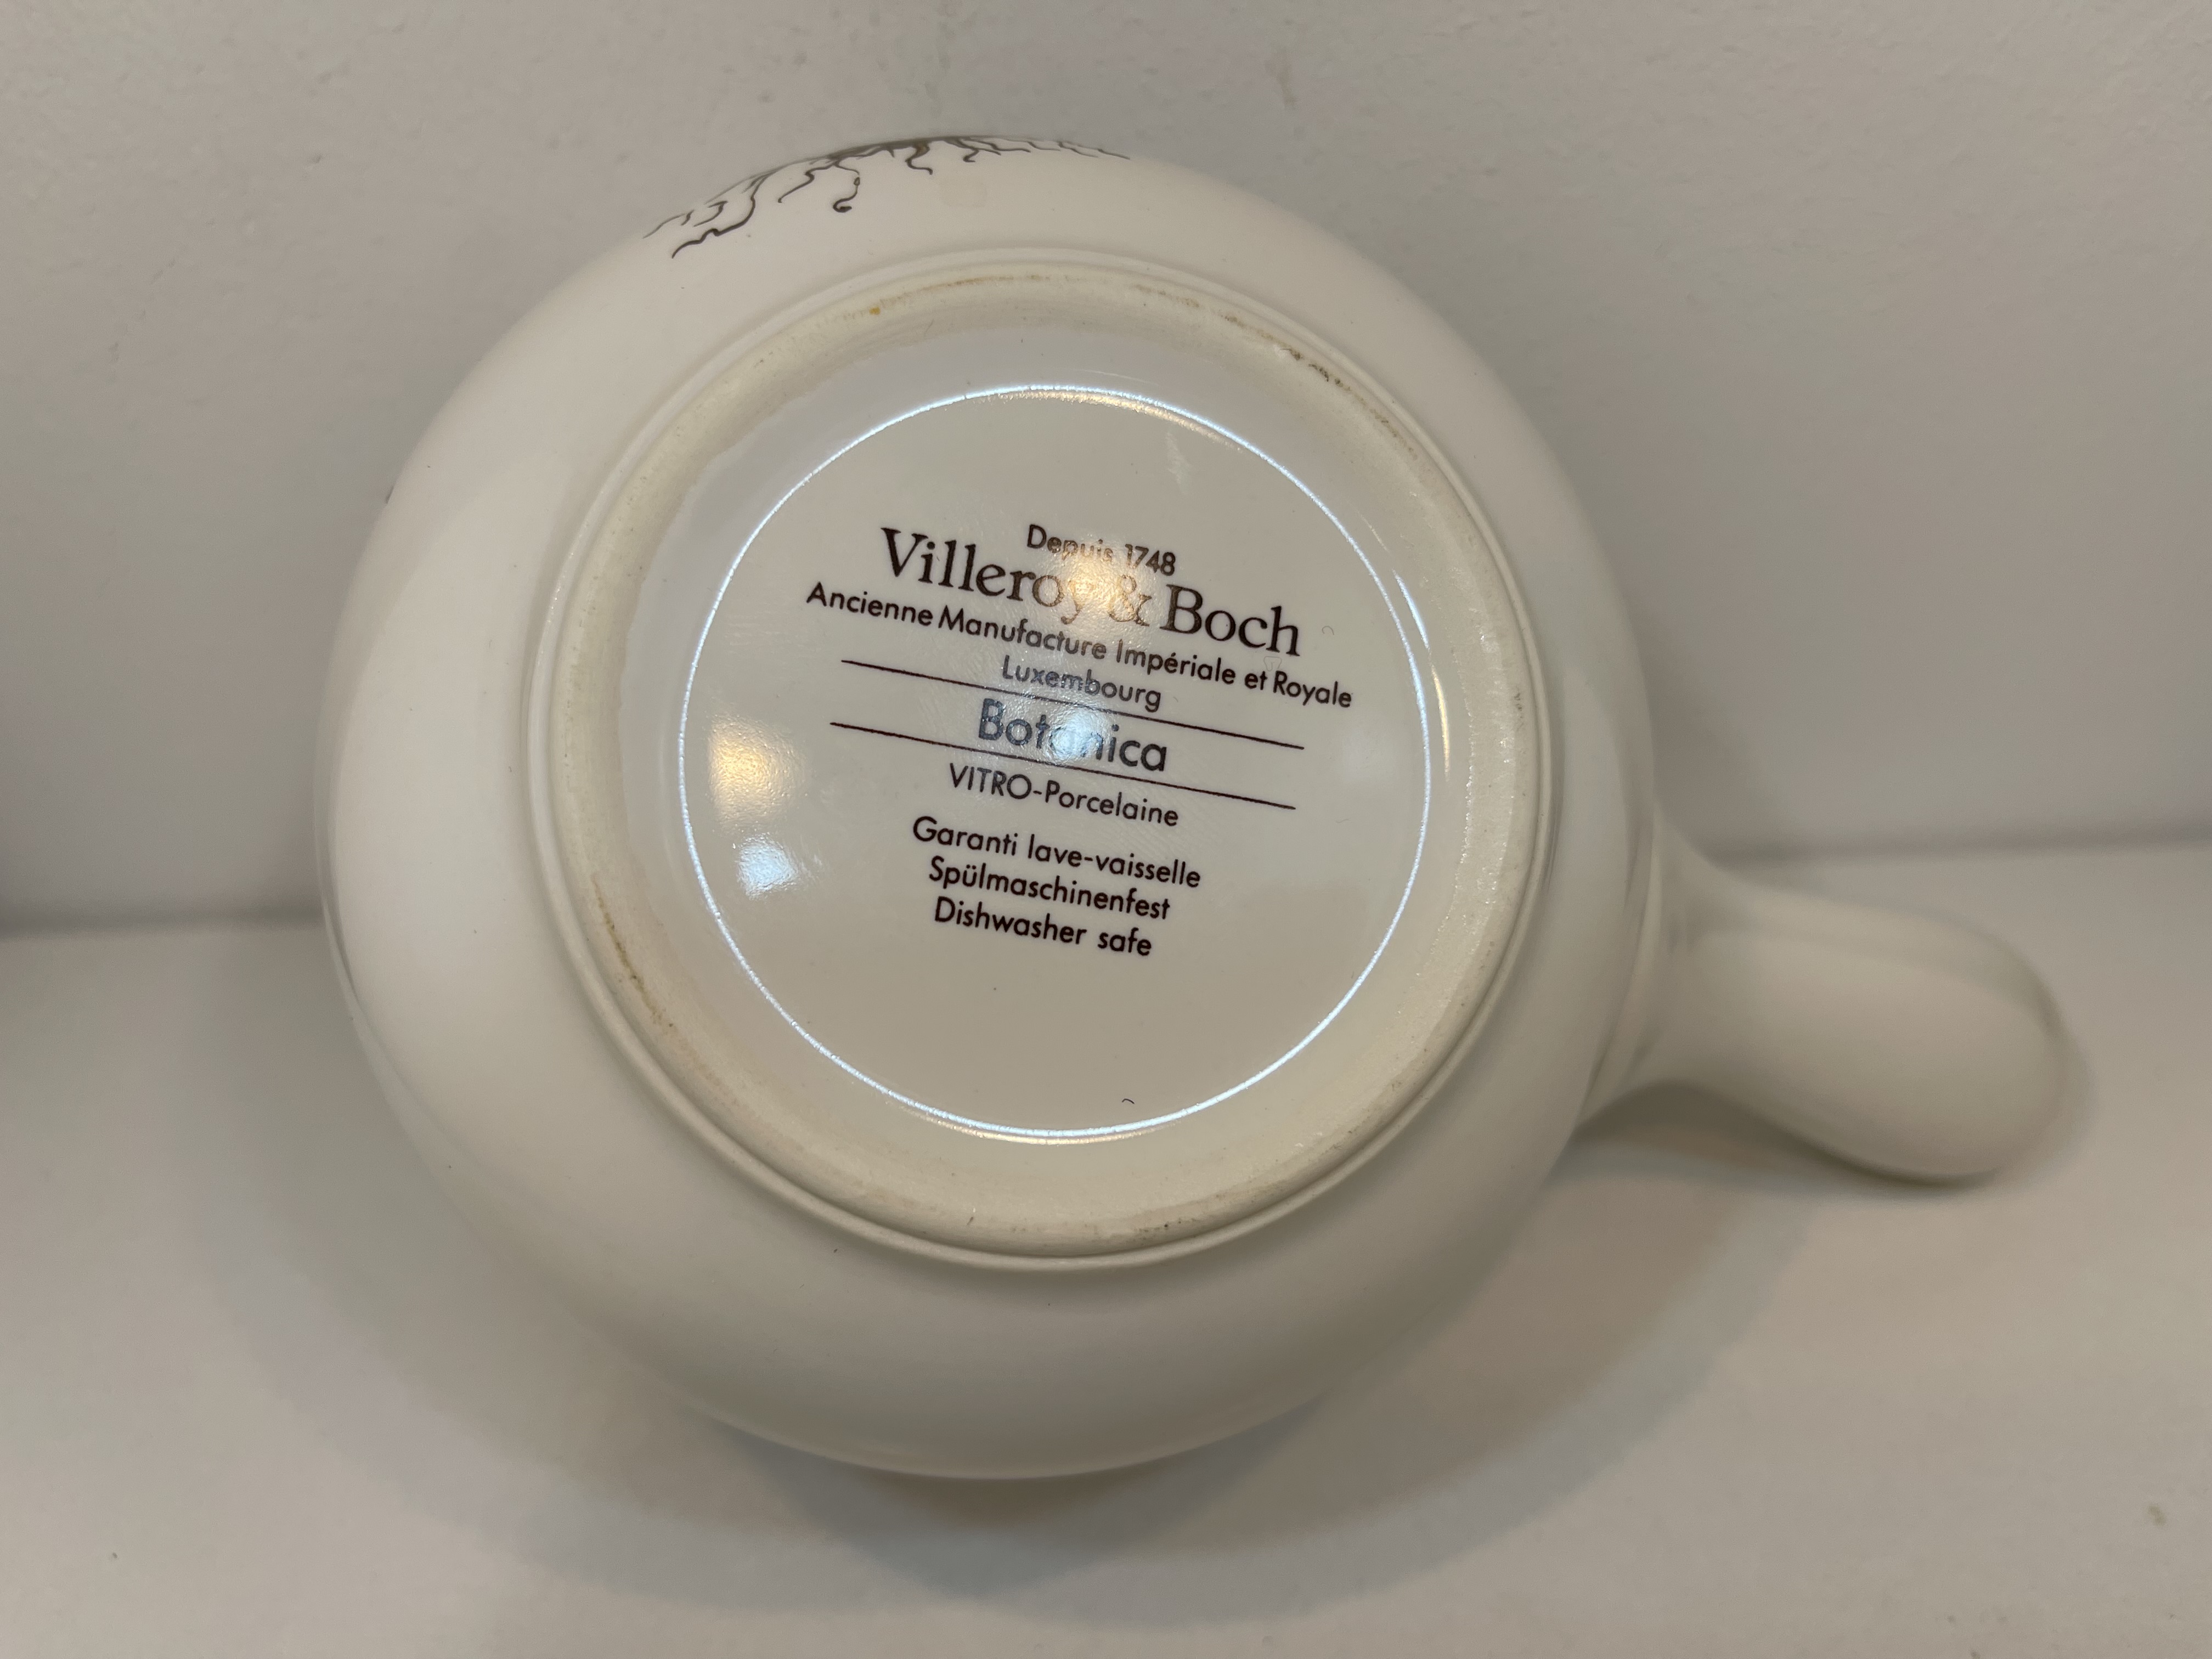 Depuis 1748
Villeroy & Boch
Ancienne Manufacture Impériale et Royale
Luxembourg
Botanica
VITRO-Porcelaine
Garanti lave-vaisselle
Spülmaschinenfest
Dishwasher safe